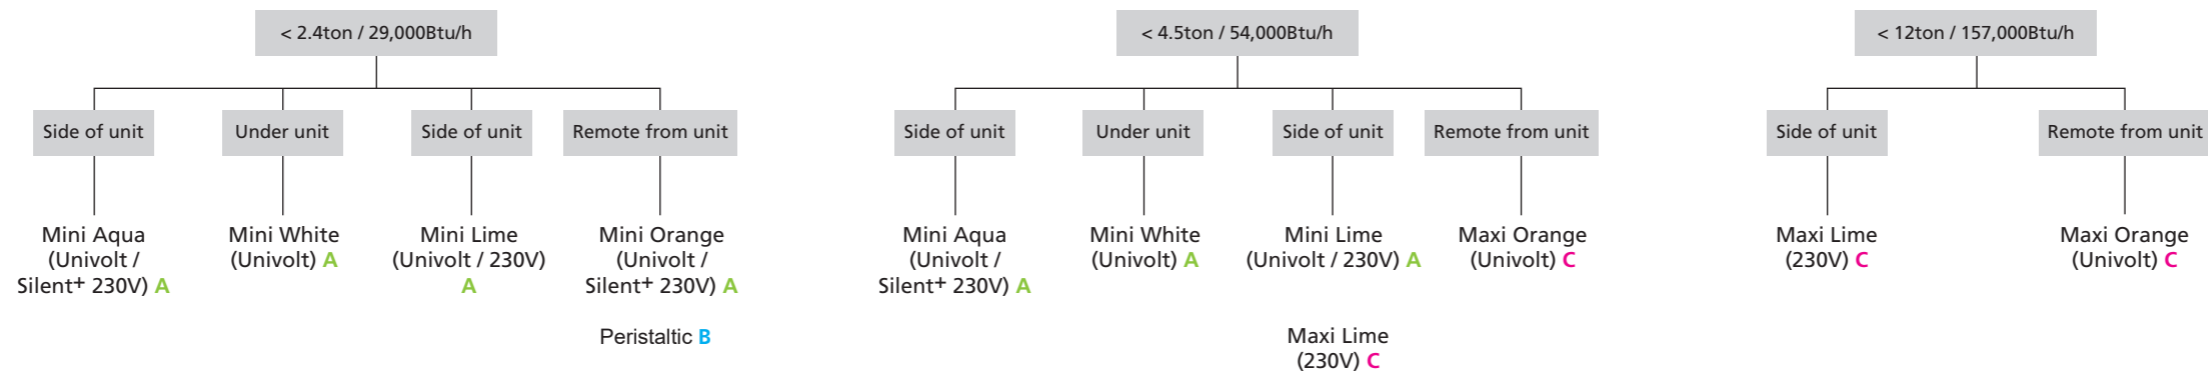 < 2.4ton / 29,000Btu/h
Side of unit
Under unit
Side of unit
Remote from unit
Mini Aqua
(Univolt /
Silent+ 230V) A
Mini White
(Univolt) A
Mini Lime
(Univolt / 230V)
A
Mini Orange
(Univolt /
Silent+ 230V) A
Peristaltic B
< 4.5ton / 54,000Btu/h
Side of unit
Under unit
Side of unit
Remote from unit
Mini Aqua
(Univolt /
Silent+ 230V) A
Mini White
(Univolt) A
Mini Lime
(Univolt / 230V) A
Maxi Lime
(230V) C
Maxi Orange
(Univolt) C
< 12ton / 157,000Btu/h
Side of unit
Remote from unit
Maxi Lime
(230V) C
Maxi Orange
(Univolt) C